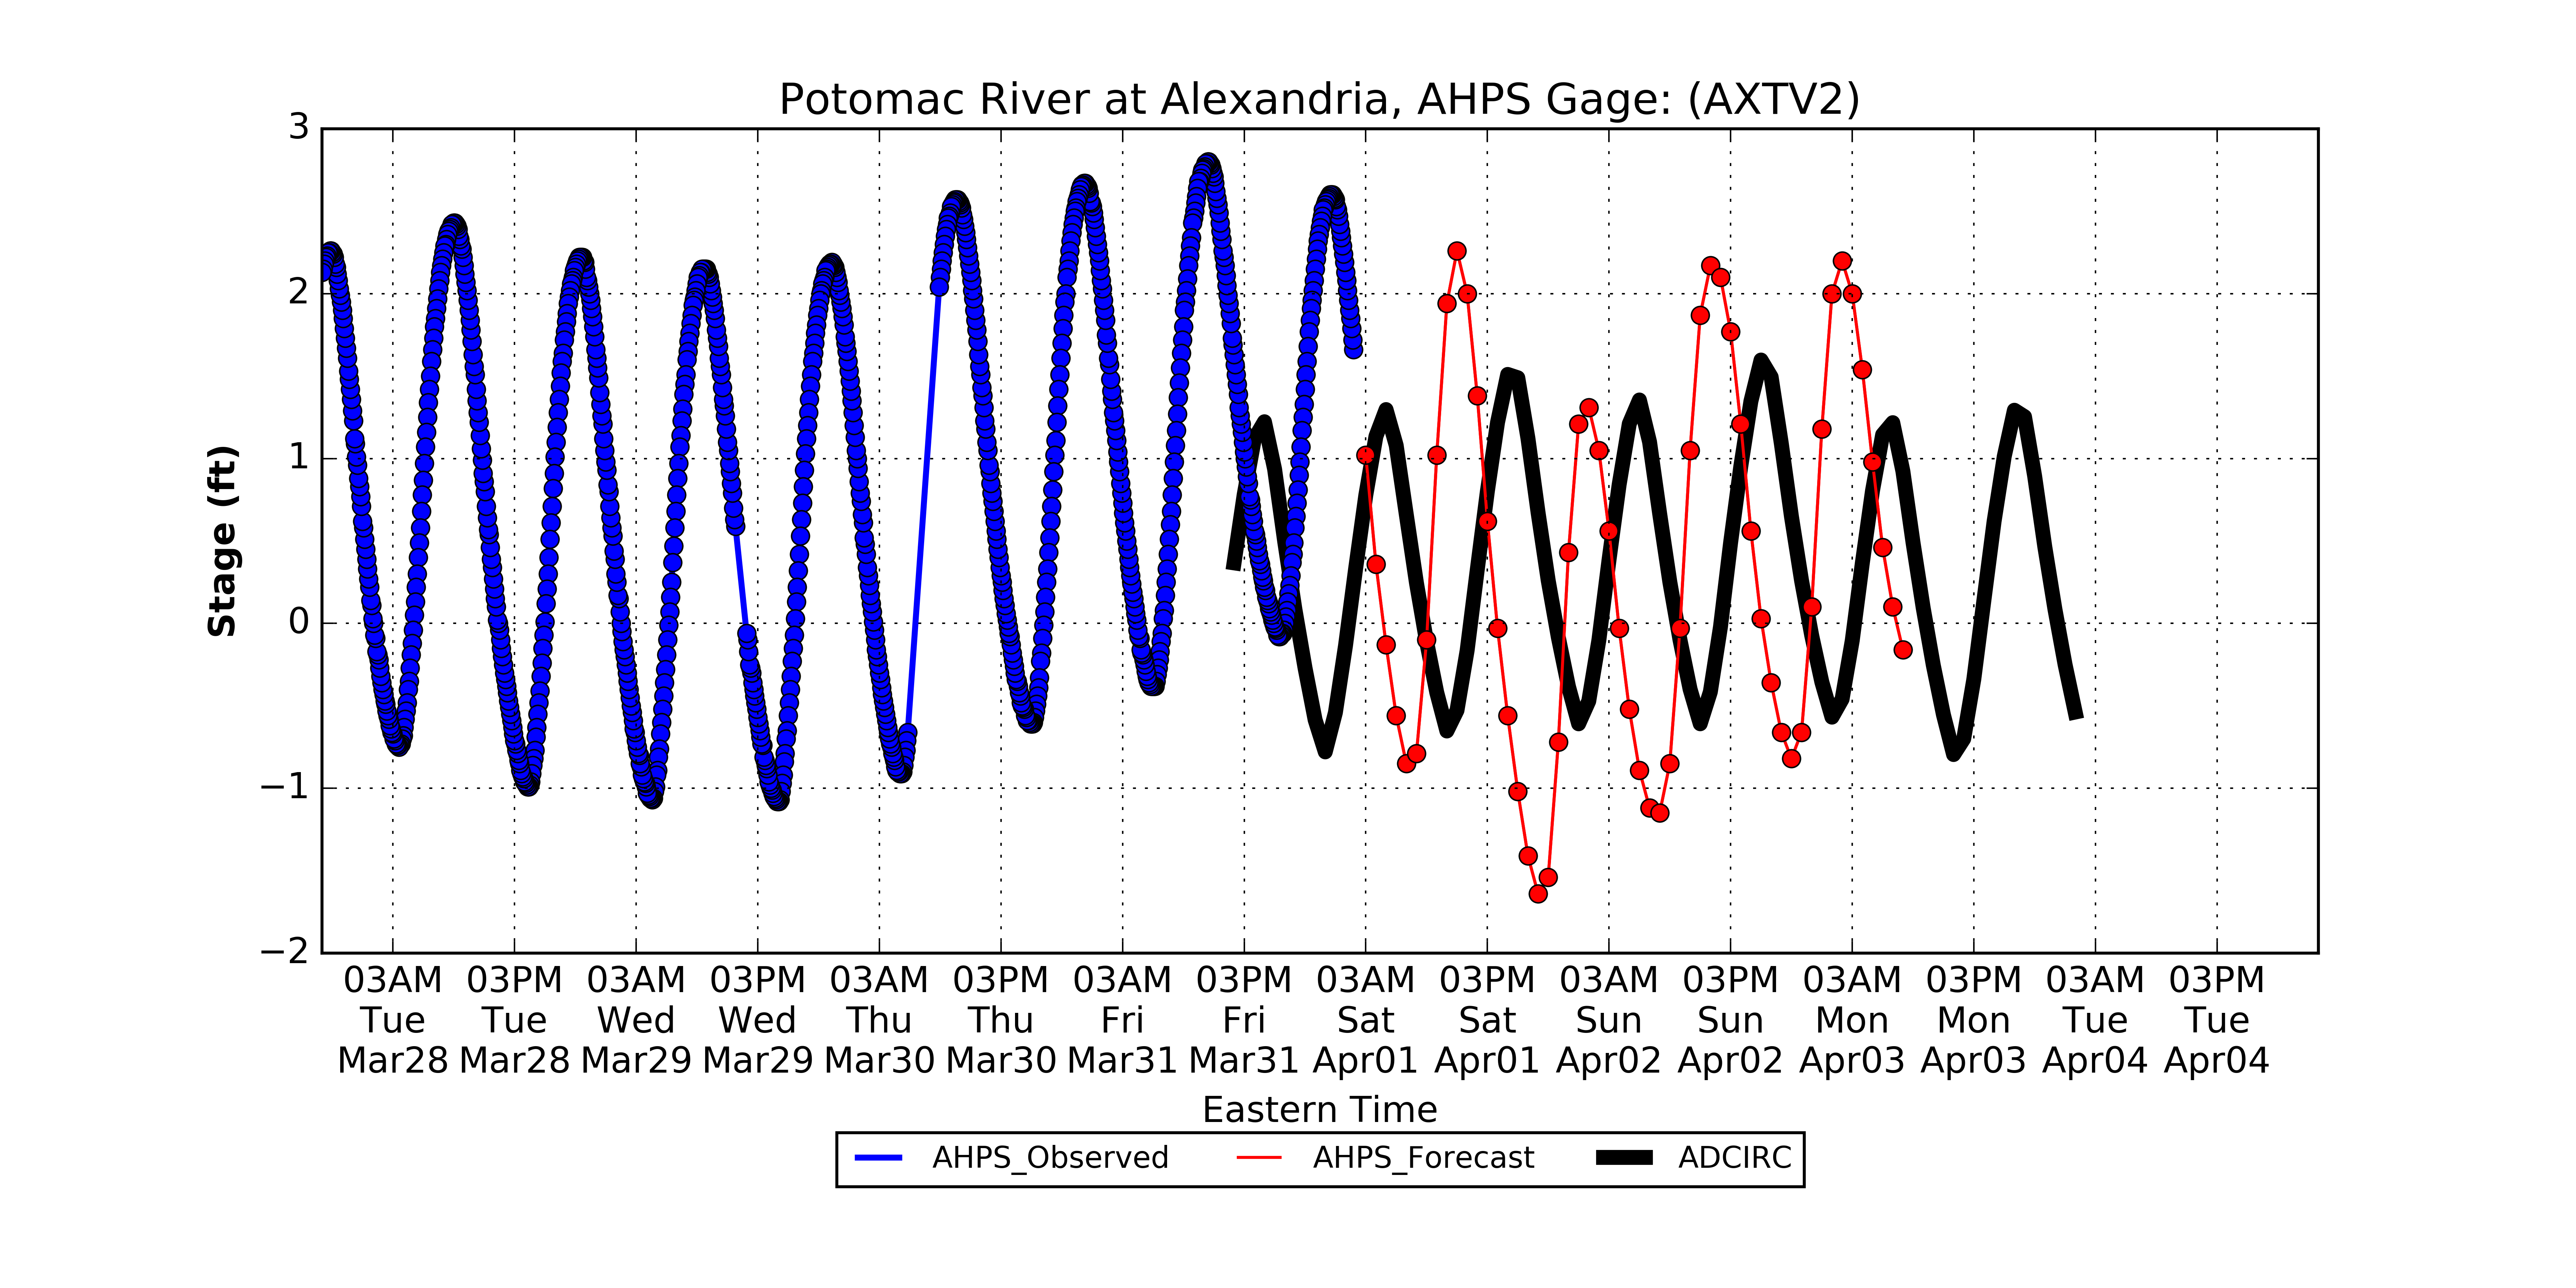 Potomac River at Alexandria, AHPS Gage: (AXTV2)
3
2
1
0
−1
−2
Stage (ft)
03AM 03PM 03AM 03PM 03AM 03PM 03AM 03PM 03AM 03PM 03AM 03PM 03AM 03PM 03AM 03PM
Tue Tue Wed Wed Thu Thu Fri Fri Sat Sat Sun Sun Mon Mon Tue Tue
Mar28 Mar28 Mar29 Mar29 Mar30 Mar30 Mar31 Mar31 Apr01 Apr01 Apr02 Apr02 Apr03 Apr03 Apr04 Apr04
Eastern Time
AHPS_Observed AHPS_Forecast ADCIRC